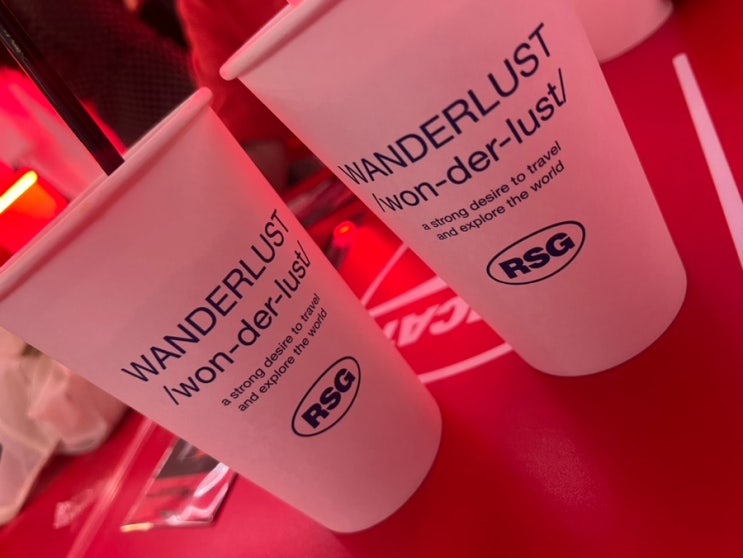 WANDERLUST
/won-der-lust/
a strong desire to travel
and explore the world
RSG
WANDERLUST
/won-der-lust/
a strong desire to travel
and explore the world
RSG